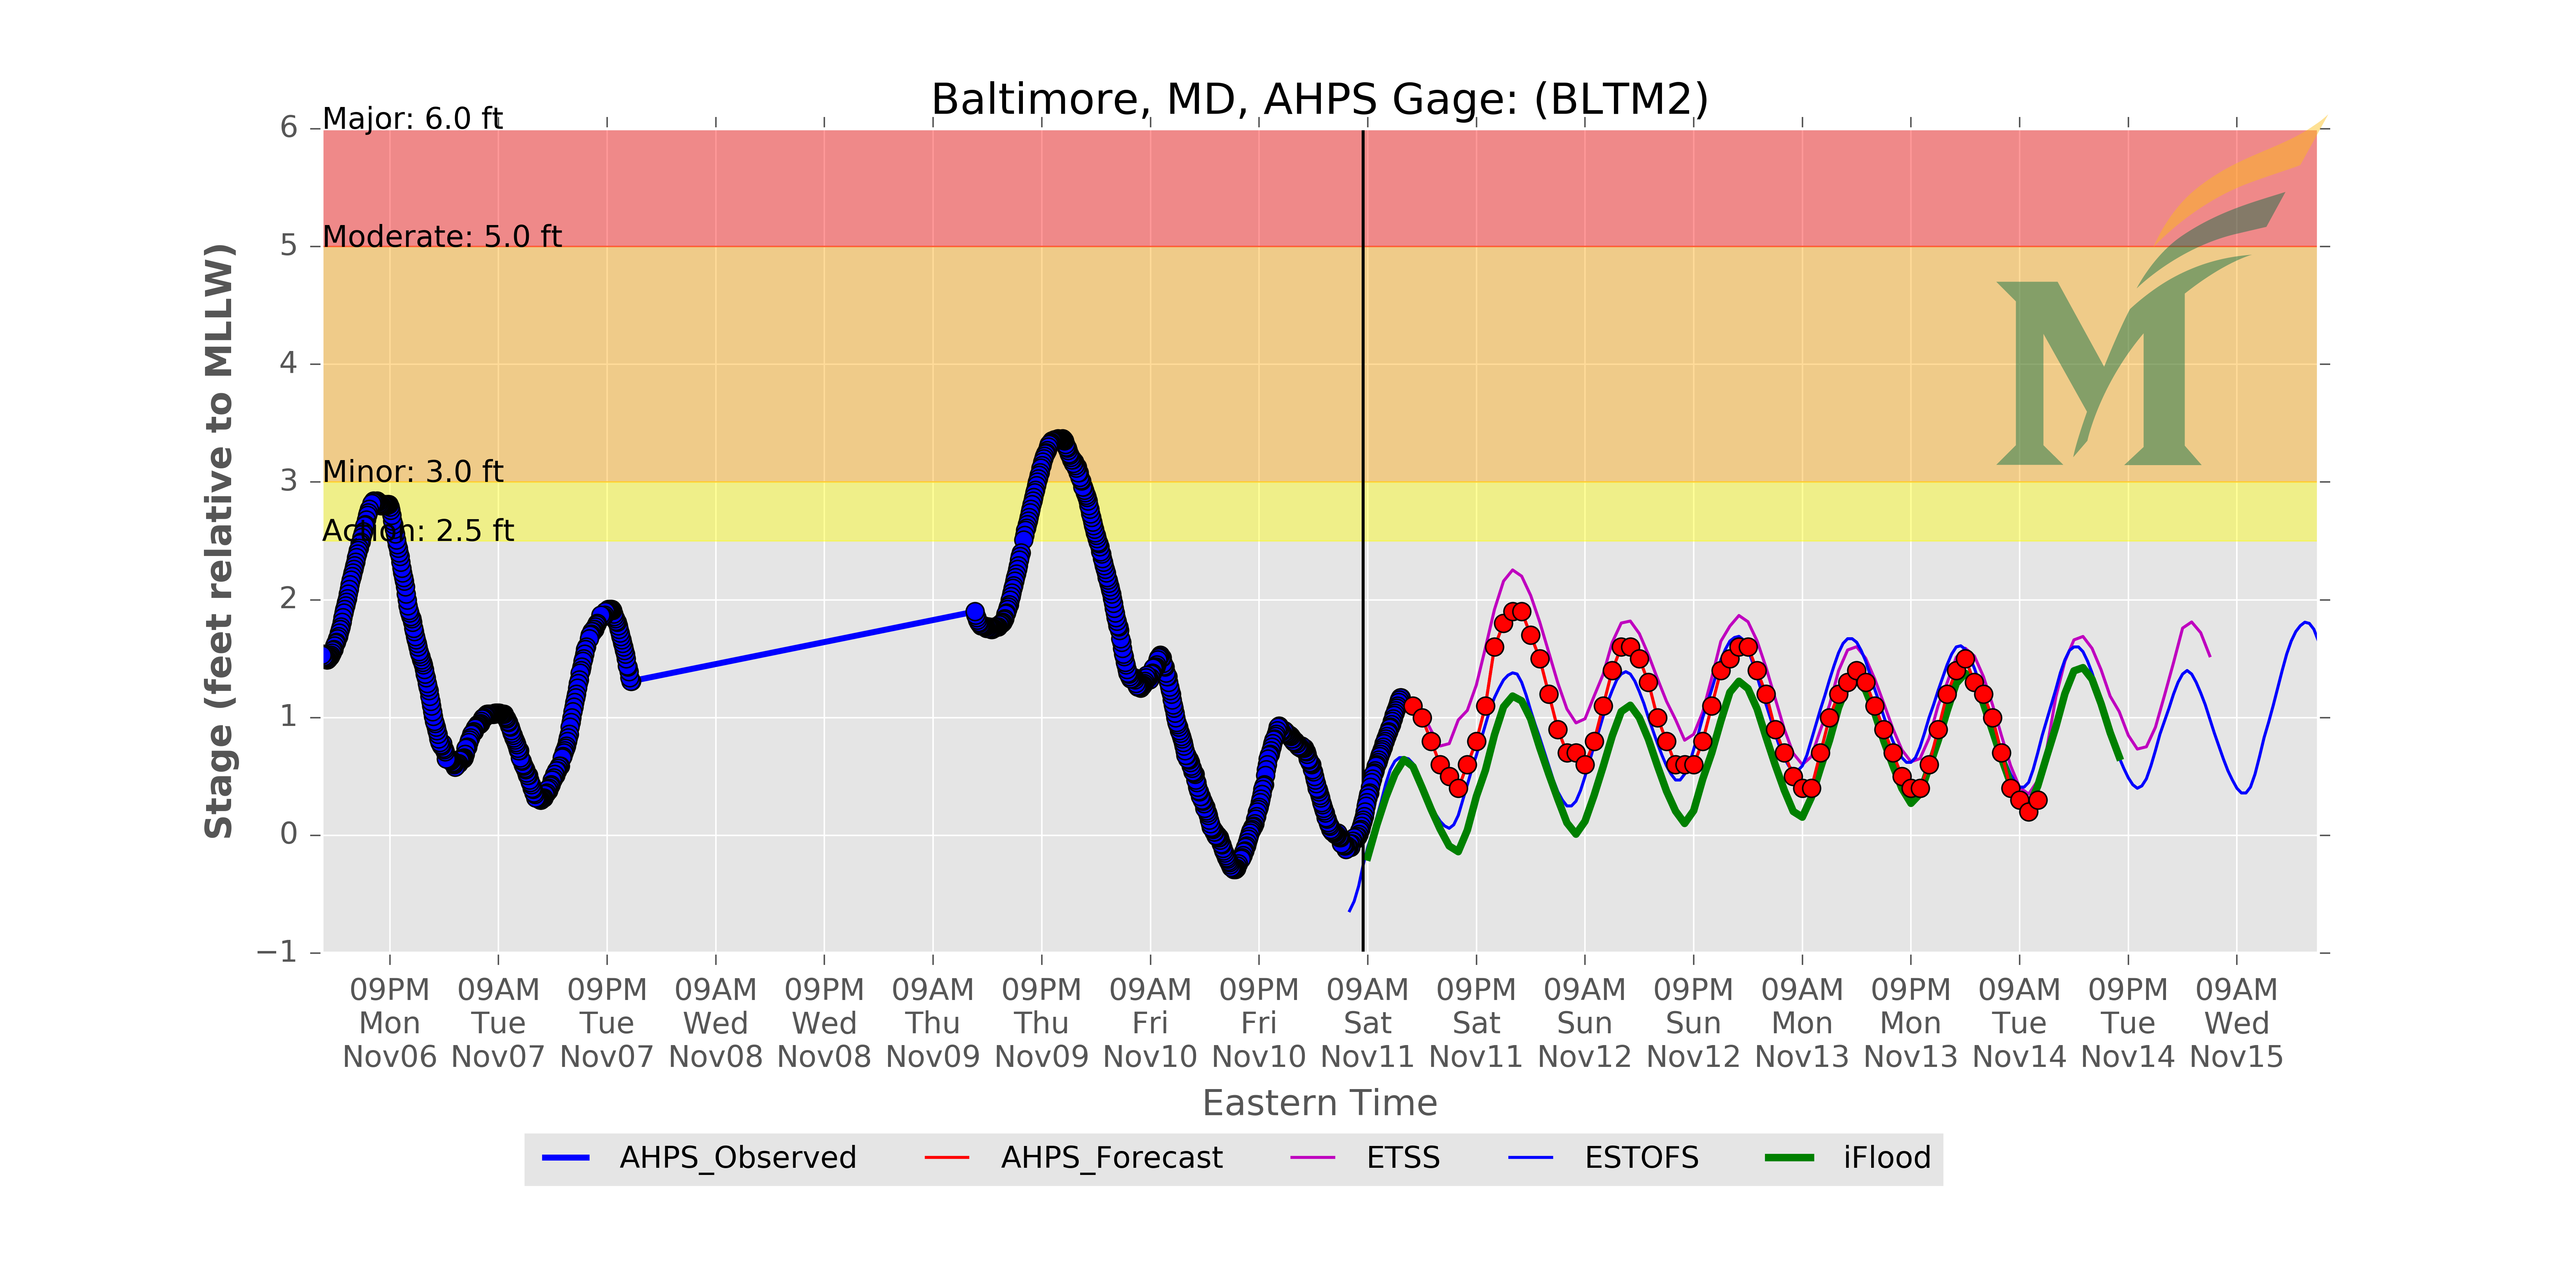 Baltimore, MD, AHPS Gage: (BLTM2)
Major: 6.0 ft
Moderate: 5.0 ft
Minor: 3.0 ft
Action: 2.5 ft
6
5
4
3
2
1
0
−1
Stage (feet relative to MLLW)
M
09PM 09AM 09PM 09AM 09PM 09AM 09PM 09AM 09PM 09AM 09PM 09AM 09PM 09AM 09PM 09AM 09PM 09AM
Mon Tue Tue Wed Wed Thu Thu Fri Fri Sat Sat Sun Sun Mon Mon Tue Tue Wed
Nov06 Nov07 Nov07 Nov08 Nov08 Nov09 Nov09 Nov10 Nov10 Nov11 Nov11 Nov12 Nov12 Nov13 Nov13 Nov14 Nov14 Nov15
Eastern Time
AHPS_Observed AHPS_Forecast ETSS ESTOFS iFlood